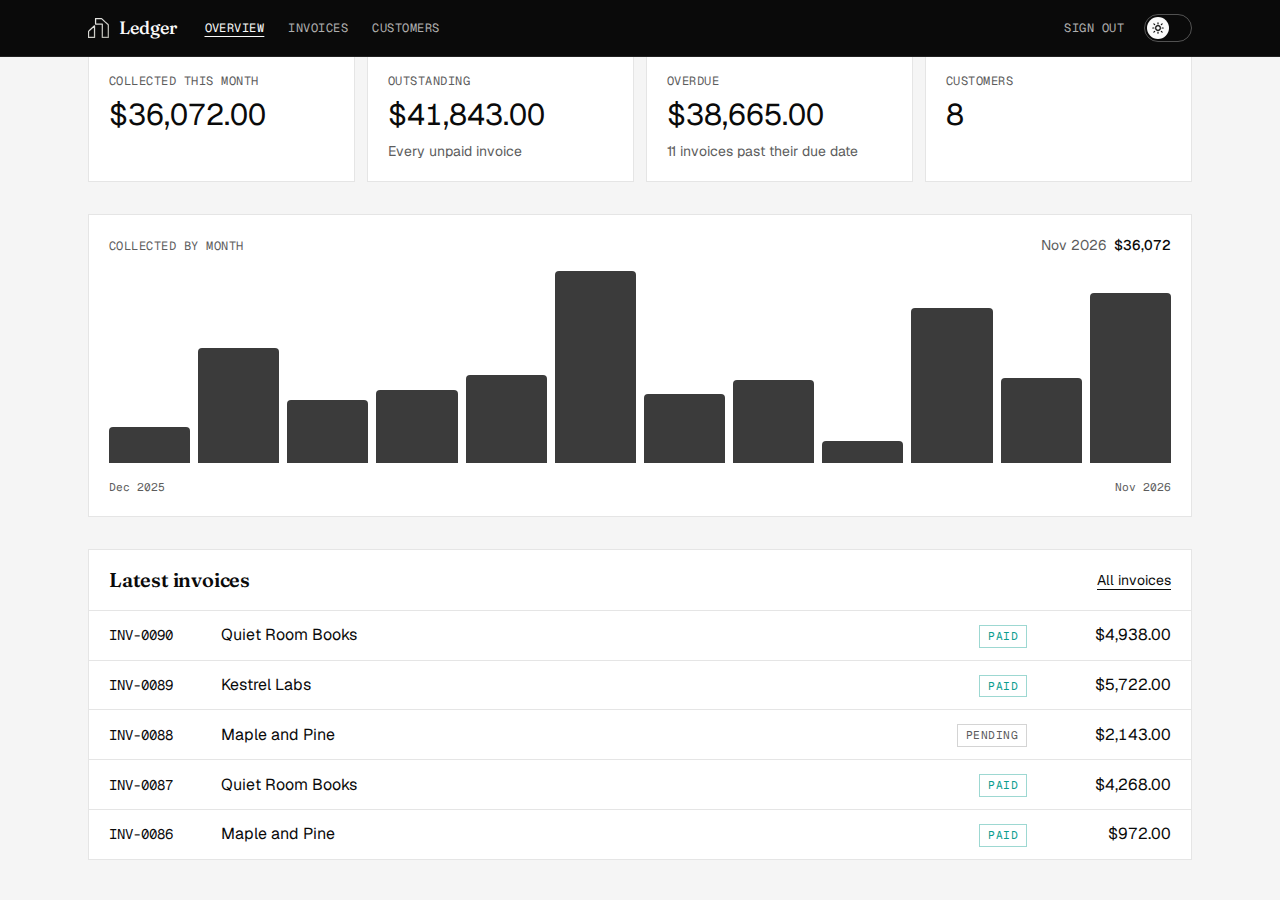 Ledger OVERVIEW INVOICES CUSTOMERS SIGN OUT
COLLECTED THIS MONTH OUTSTANDING OVERDUE CUSTOMERS
$36,072.00 $41,843.00 $38,665.00 8
Every unpaid invoice 11 invoices past their due date
COLLECTED BY MONTH Nov 2026 $36,072
Dec 2025 Nov 2026
Latest invoices All invoices
INV-0090 Quiet Room Books PAID $4,938.00
INV-0089 Kestrel Labs PAID $5,722.00
INV-0088 Maple and Pine PENDING $2,143.00
INV-0087 Quiet Room Books PAID $4,268.00
INV-0086 Maple and Pine PAID $972.00